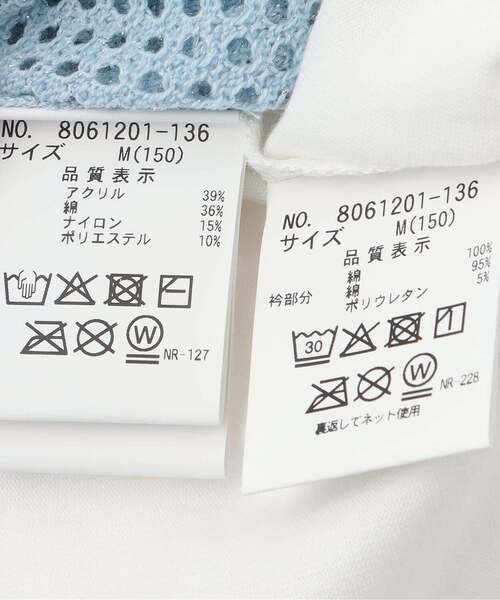 NO. 8061201-136
サイズ M(150)
品質表示
アクリル 39%
綿 36%
ナイロン 15%
ポリエステル 10%
W
NR-127
NO. 8061201-136
サイズ M(150)
品質表示
綿 100%
衿部分 綿 95%
ポリウレタン 5%
30
W
NR-228
裏返してネット使用